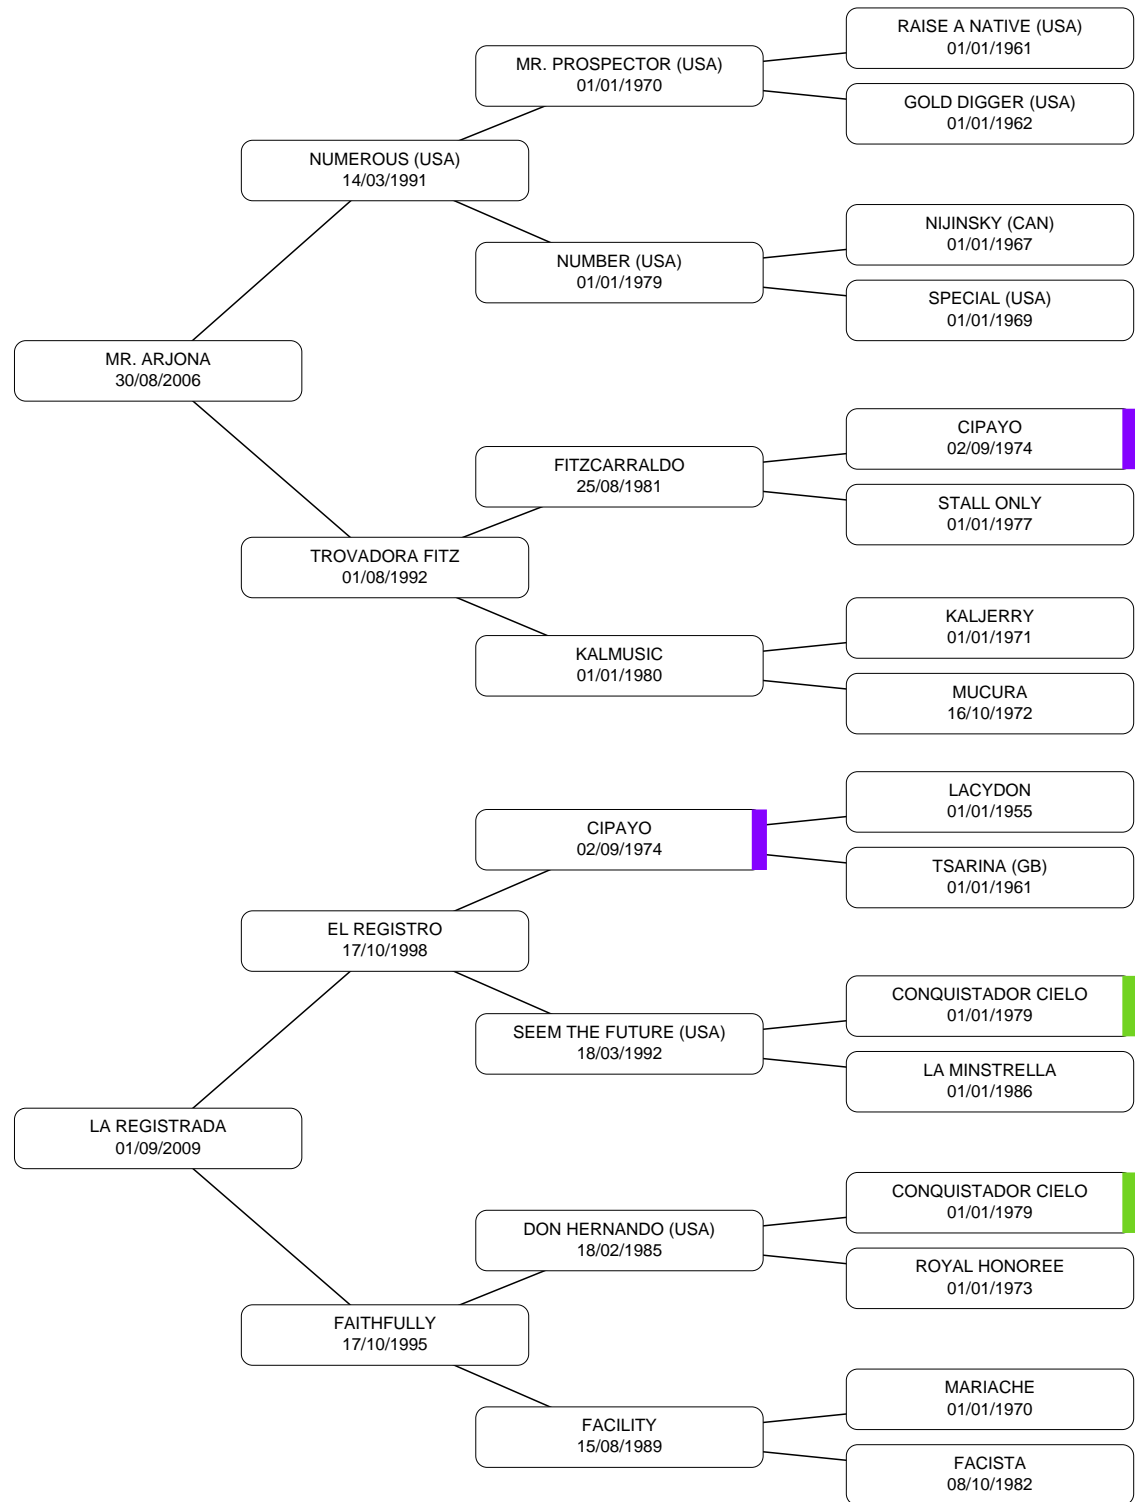 RAISE A NATIVE (USA)
01/01/1961
MR. PROSPECTOR (USA)
01/01/1970
GOLD DIGGER (USA)
01/01/1962
NUMEROUS (USA)
14/03/1991
NIJINSKY (CAN)
01/01/1967
NUMBER (USA)
01/01/1979
SPECIAL (USA)
01/01/1969
MR. ARJONA
30/08/2006
CIPAYO
02/09/1974
FITZCARRALDO
25/08/1981
STALL ONLY
01/01/1977
TROVADORA FITZ
01/08/1992
KALJERRY
01/01/1971
KALMUSIC
01/01/1980
MUCURA
16/10/1972
LACYDON
01/01/1955
CIPAYO
02/09/1974
TSARINA (GB)
01/01/1961
EL REGISTRO
17/10/1998
CONQUISTADOR CIELO
01/01/1979
SEEM THE FUTURE (USA)
18/03/1992
LA MINSTRELLA
01/01/1986
LA REGISTRADA
01/09/2009
CONQUISTADOR CIELO
01/01/1979
DON HERNANDO (USA)
18/02/1985
ROYAL HONOREE
01/01/1973
FAITHFULLY
17/10/1995
MARIACHE
01/01/1970
FACILITY
15/08/1989
FACISTA
08/10/1982